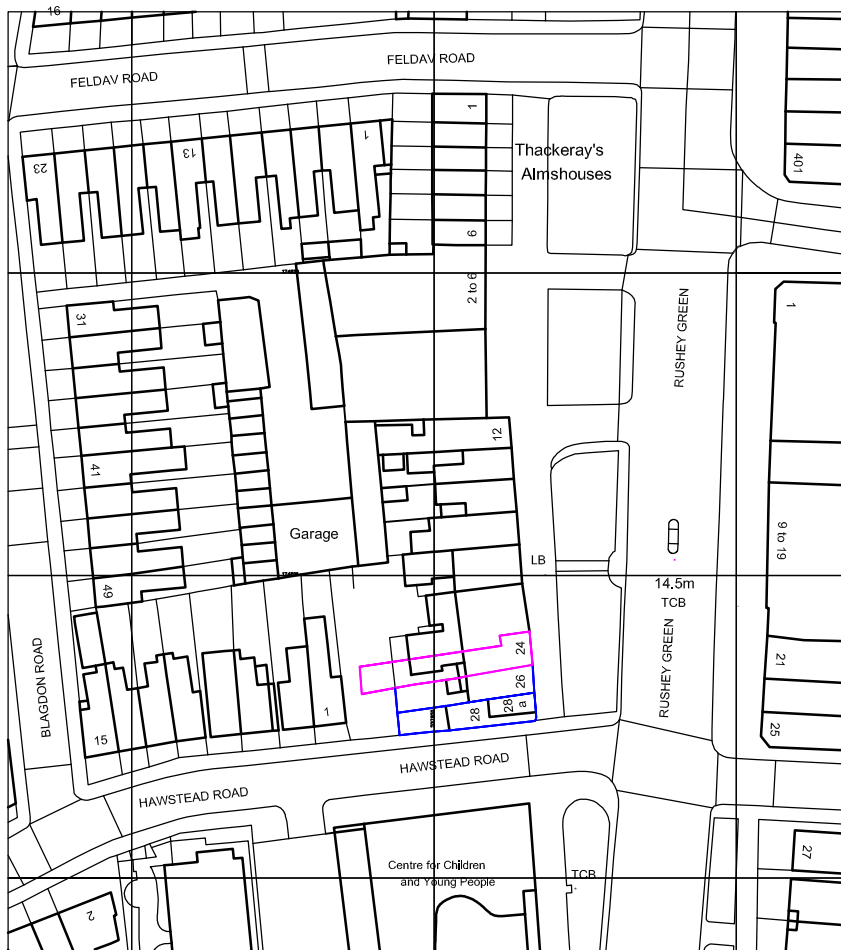 16
FELDAV ROAD
FELDAV ROAD
23
13
1
1
Thackeray's
Almshouses
401
6
2 to 6
31
RUSHEY GREEN
1
12
41
Garage
LB
9 to 19
14.5m
TCB
49
BLAGDON ROAD
24
RUSHEY GREEN
21
26
15
1
28
28
a
25
HAWSTEAD ROAD
HAWSTEAD ROAD
Centre for Children
and Young People
TCB
27
2